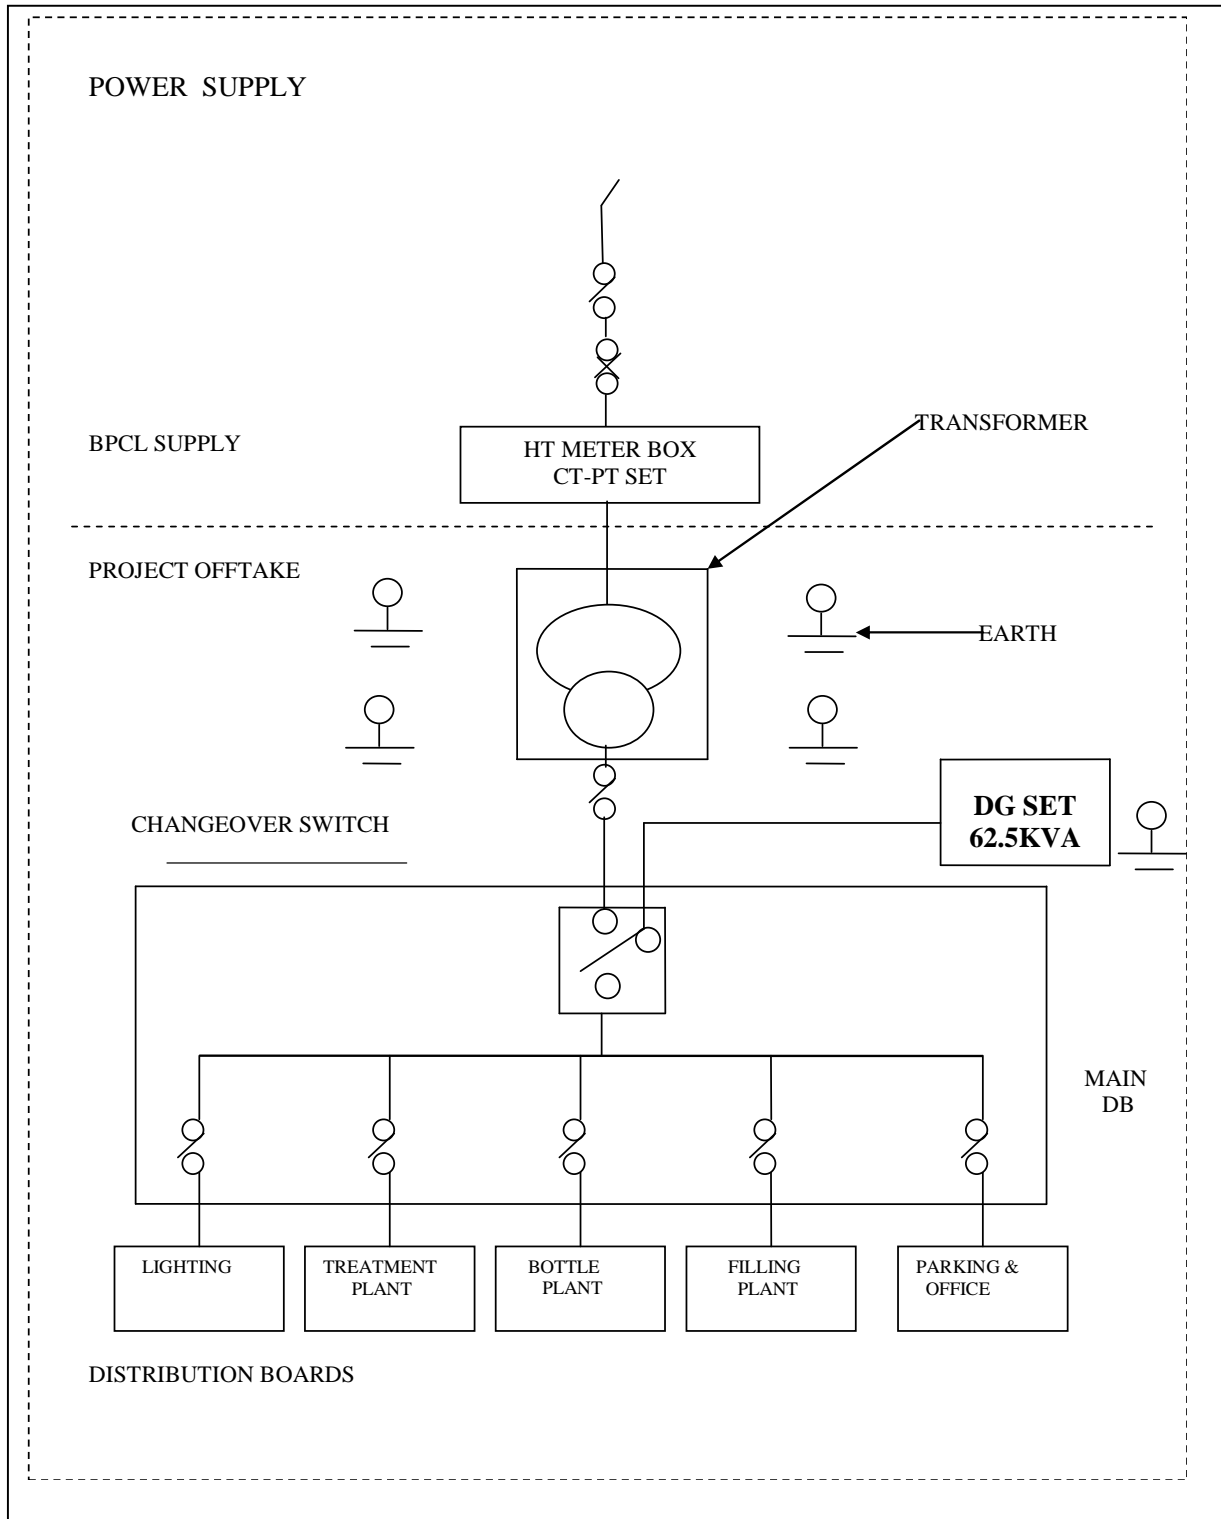 POWER SUPPLY
BPCL SUPPLY
HT METER BOX
CT-PT SET
TRANSFORMER
PROJECT OFFTAKE
EARTH
DG SET
62.5KVA
CHANGEOVER SWITCH
MAIN
DB
LIGHTING
TREATMENT
PLANT
BOTTLE
PLANT
FILLING
PLANT
PARKING &
OFFICE
DISTRIBUTION BOARDS